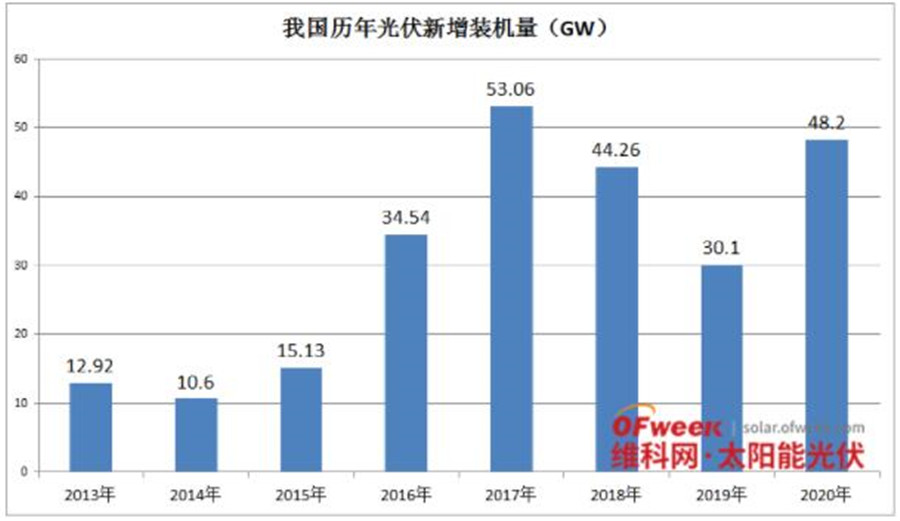 我国历年光伏新增装机量（GW）
60
50
40
30
20
10
0
12.92
10.6
15.13
34.54
53.06
44.26
30.1
48.2
2013年
2014年
2015年
2016年
2017年
2018年
2019年
2020年
OFweek | solar.ofweek.com
维科网·太阳能光伏